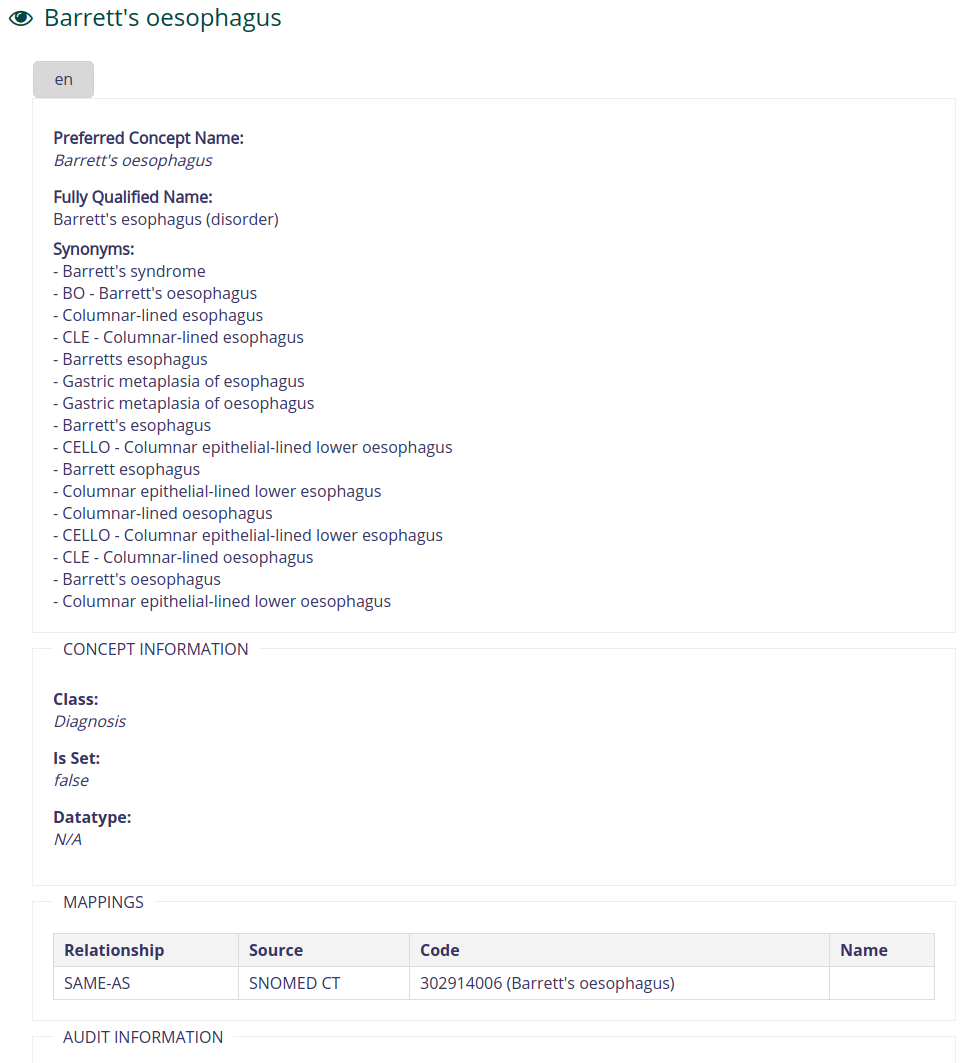 Barrett's oesophagus
en
Preferred Concept Name:
Barrett's oesophagus
Fully Qualified Name:
Barrett's esophagus (disorder)
Synonyms:
- Barrett's syndrome
- BO - Barrett's oesophagus
- Columnar-lined esophagus
- CLE - Columnar-lined esophagus
- Barretts esophagus
- Gastric metaplasia of esophagus
- Gastric metaplasia of oesophagus
- Barrett's esophagus
- CELLO - Columnar epithelial-lined lower oesophagus
- Barrett esophagus
- Columnar epithelial-lined lower esophagus
- Columnar-lined oesophagus
- CELLO - Columnar epithelial-lined lower esophagus
- CLE - Columnar-lined oesophagus
- Barrett's oesophagus
- Columnar epithelial-lined lower oesophagus
CONCEPT INFORMATION
Class:
Diagnosis
Is Set:
false
Datatype:
N/A
MAPPINGS
Relationship Source Code Name
SAME-AS SNOMED CT 302914006 (Barrett's oesophagus)
AUDIT INFORMATION